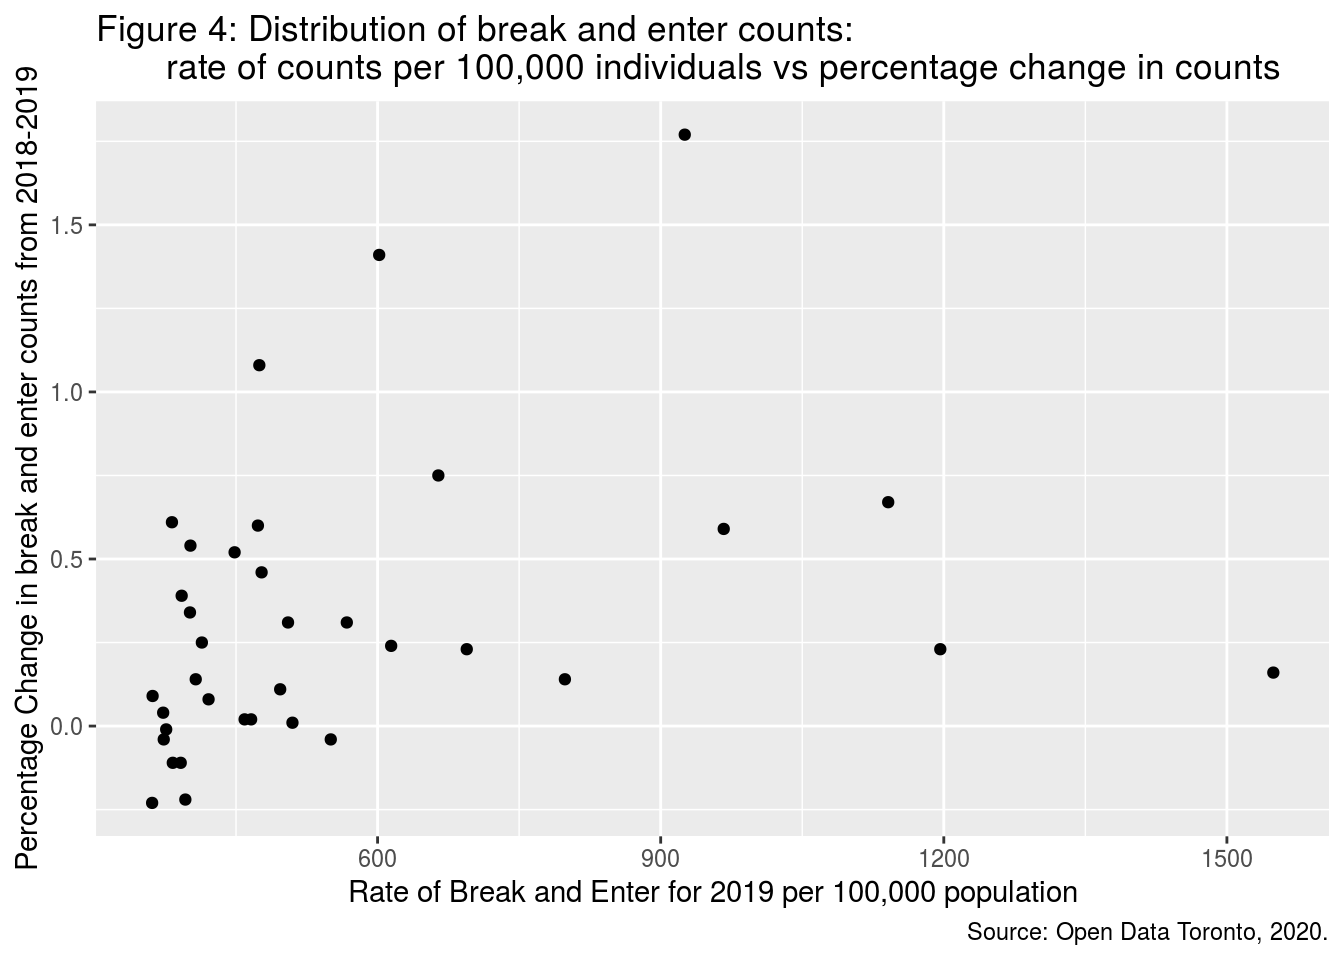 Figure 4: Distribution of break and enter counts:
rate of counts per 100,000 individuals vs percentage change in counts
Percentage Change in break and enter counts from 2018-2019
1.5
1.0
0.5
0.0
600 900 1200 1500
Rate of Break and Enter for 2019 per 100,000 population
Source: Open Data Toronto, 2020.